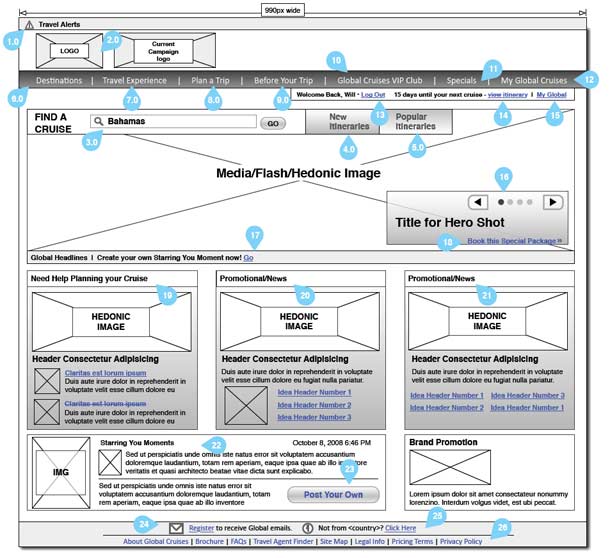 990px wide
1.0
Travel Alerts
2.0
LOGO
Current
Campaign
logo
10 11 12
Destinations | Travel Experience | Plan a Trip | Before Your Trip | Global Cruises VIP Club | Specials | My Global Cruises
6.0 7.0 8.0 9.0
Welcome Back, Will • Log Out 15 days until your next cruise - view itinerary | My Global
13 14 15
FIND A
CRUISE
Bahamas
GO
New
Itineraries
Popular
Itineraries
3.0 4.0 5.0
Media/Flash/Hedonic Image
16
Title for Hero Shot
17 18
Book this Special Package »
Global Headlines | Create your own Starring You Moment now! Go
Need Help Planning your Cruise
19
HEDONIC
IMAGE
Header Consectetur Adipisicing
Claritas est lorum ipsum
Duis aute irure dolor in reprehenderit in
voluptate velit esse cillum dolore eu
Claritas est lorum ipsum
Duis aute irure dolor in reprehenderit in
voluptate velit esse cillum dolore eu
Promotional/News
20
HEDONIC
IMAGE
Header Consectetur Adipisicing
Duis aute irure dolor in reprehenderit in voluptate
velit esse cillum dolore eu fugiat nulla pariatur.
Idea Header Number 1
Idea Header Number 2
Idea Header Number 3
Promotional/News
21
HEDONIC
IMAGE
Header Consectetur Adipisicing
Duis aute irure dolor in reprehenderit in voluptate
velit esse cillum dolore eu fugiat nulla pariatur.
Idea Header Number 1 Idea Header Number 3
Idea Header Number 2 Idea Header Number 1
IMG
Starring You Moments
22
October 8, 2008 6:46 PM
Sed ut perspiciatis unde omnis iste natus error sit voluptatem accusantium
doloremque laudantium, totam rem aperiam, eaque ipsa quae ab illo inventore
veritatis et quasi architecto beatae vitae dicta sunt explicabo.
23
Sed ut perspiciatis unde omnis iste natus error sit
voluptatem accusantium doloremque laudantium, totam
rem aperiam, eaque ipsa quae ab illo inventore
Post Your Own
Brand Promotion
Lorem ipsum dolor sit amet consectetuer nonummy
lorenzino. Interdum volgus videt, est ubi peccat.
24 25 26
Register to receive Global emails. Not from <country>? Click Here
About Global Cruises | Brochure | FAQs | Travel Agent Finder | Site Map | Legal Info | Pricing Terms | Privacy Policy